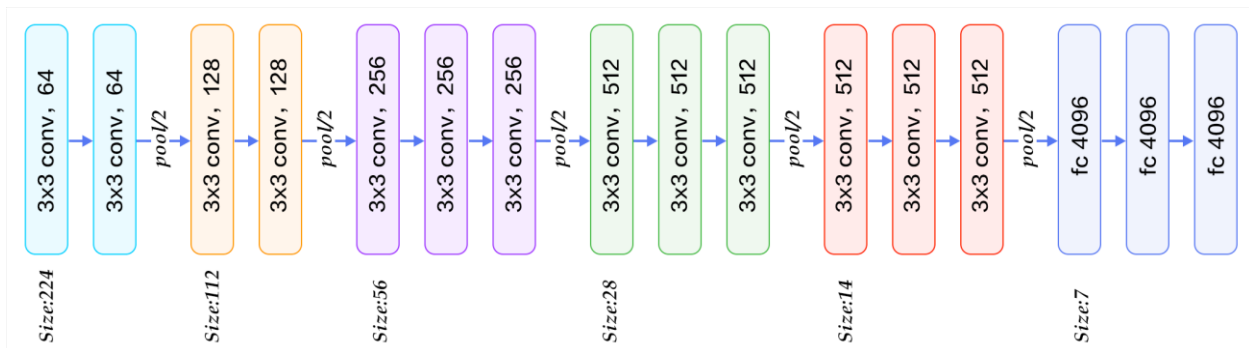 3x3 conv, 64
3x3 conv, 64
pool/2
3x3 conv, 128
3x3 conv, 128
pool/2
3x3 conv, 256
3x3 conv, 256
3x3 conv, 256
pool/2
3x3 conv, 512
3x3 conv, 512
3x3 conv, 512
pool/2
3x3 conv, 512
3x3 conv, 512
3x3 conv, 512
pool/2
fc 4096
fc 4096
fc 4096
Size:224
Size:112
Size:56
Size:28
Size:14
Size:7